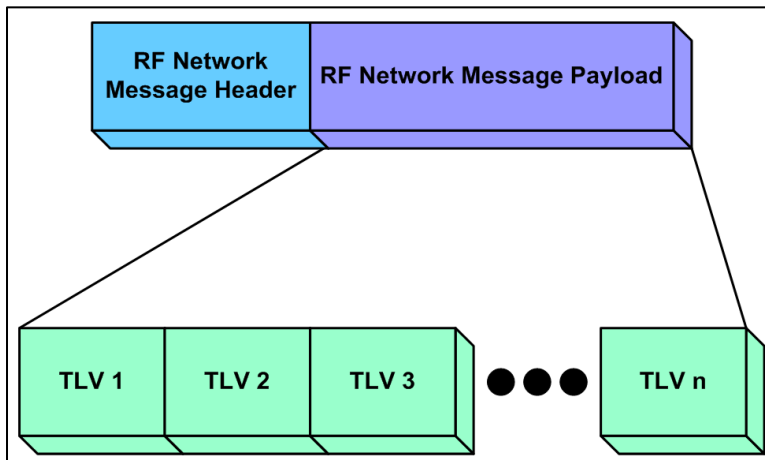 RF Network
Message Header
RF Network Message Payload
TLV 1
TLV 2
TLV 3
TLV n